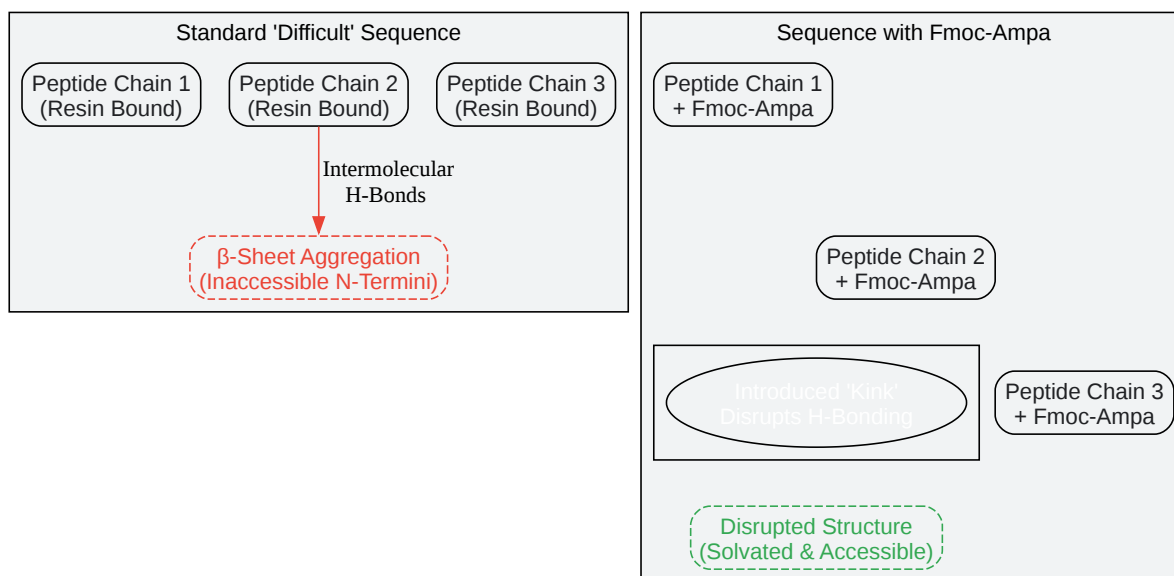 Standard 'Difficult' Sequence
Peptide Chain 1
(Resin Bound)
Peptide Chain 2
(Resin Bound)
Peptide Chain 3
(Resin Bound)
Intermolecular
H-Bonds
β-Sheet Aggregation
(Inaccessible N-Termini)
Sequence with Fmoc-Ampa
Peptide Chain 1
+ Fmoc-Ampa
Peptide Chain 2
+ Fmoc-Ampa
Introduced 'Kink'
Disrupts H-Bonding
Peptide Chain 3
+ Fmoc-Ampa
Disrupted Structure
(Solvated & Accessible)